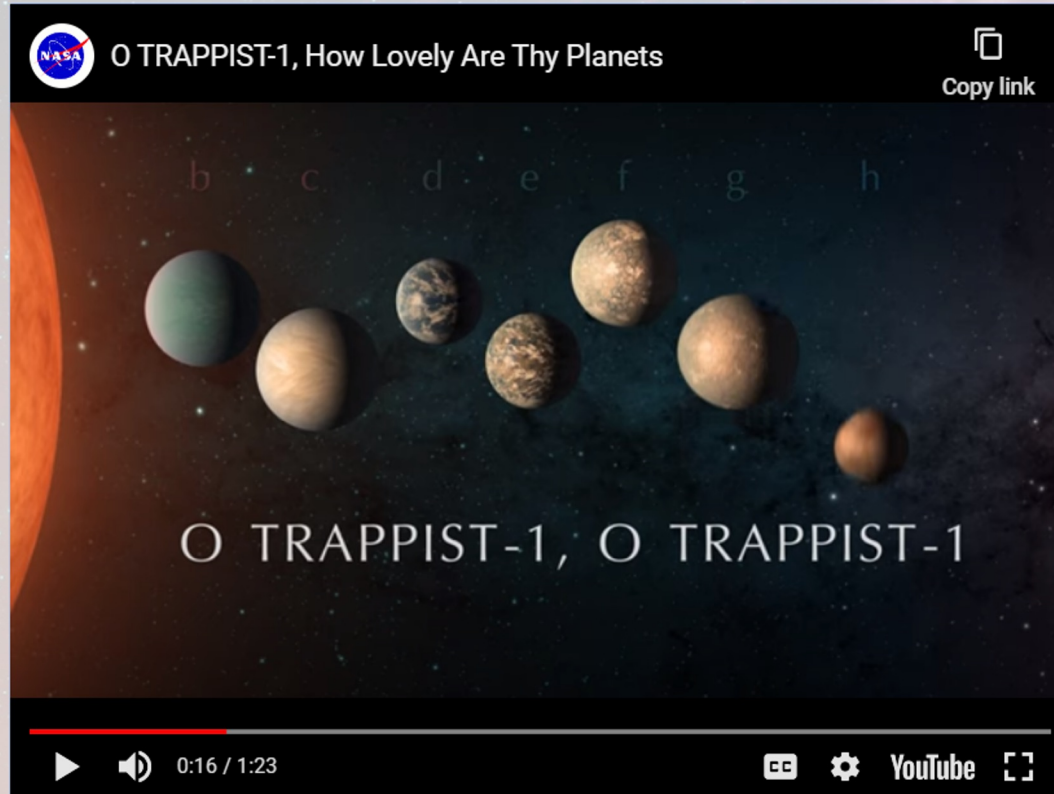 NASA
O TRAPPIST-1, How Lovely Are Thy Planets
Copy link
b c d e f g h
O TRAPPIST-1, O TRAPPIST-1
0:16 / 1:23
CC
YouTube